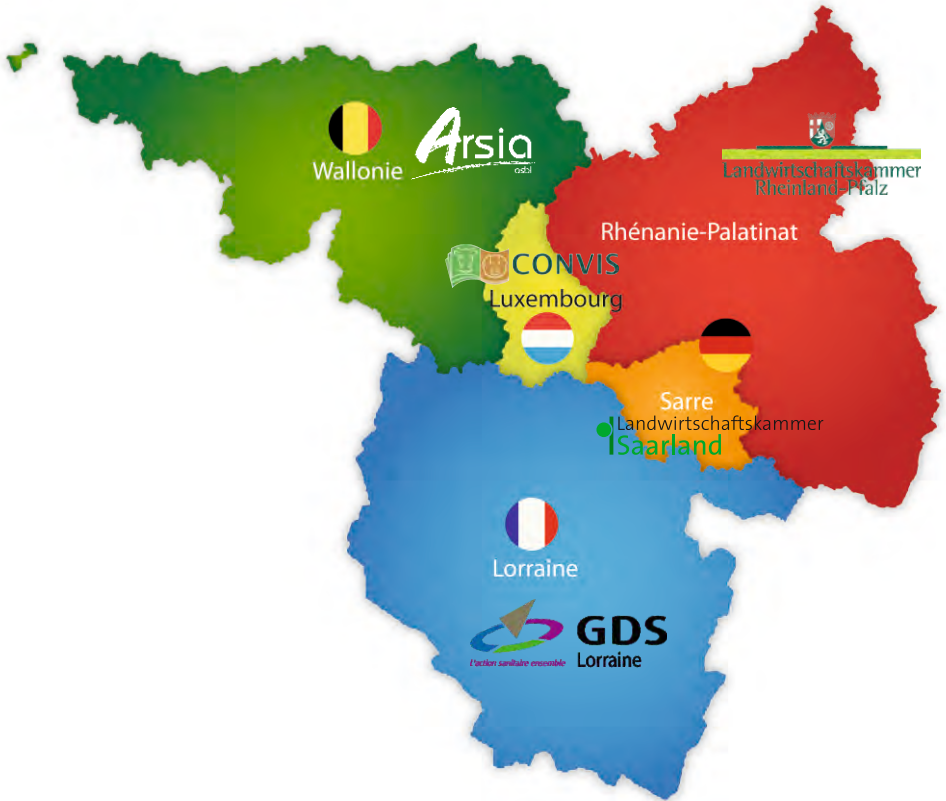 Arsia
asbl
Wallonie
Landwirtschaftskammer
Rheinland-Pfalz
Rhénanie-Palatinat
CONVIS
Luxembourg
Sarre
Landwirtschaftskammer
Saarland
Lorraine
GDS
Lorraine
L'action sanitaire ensemble